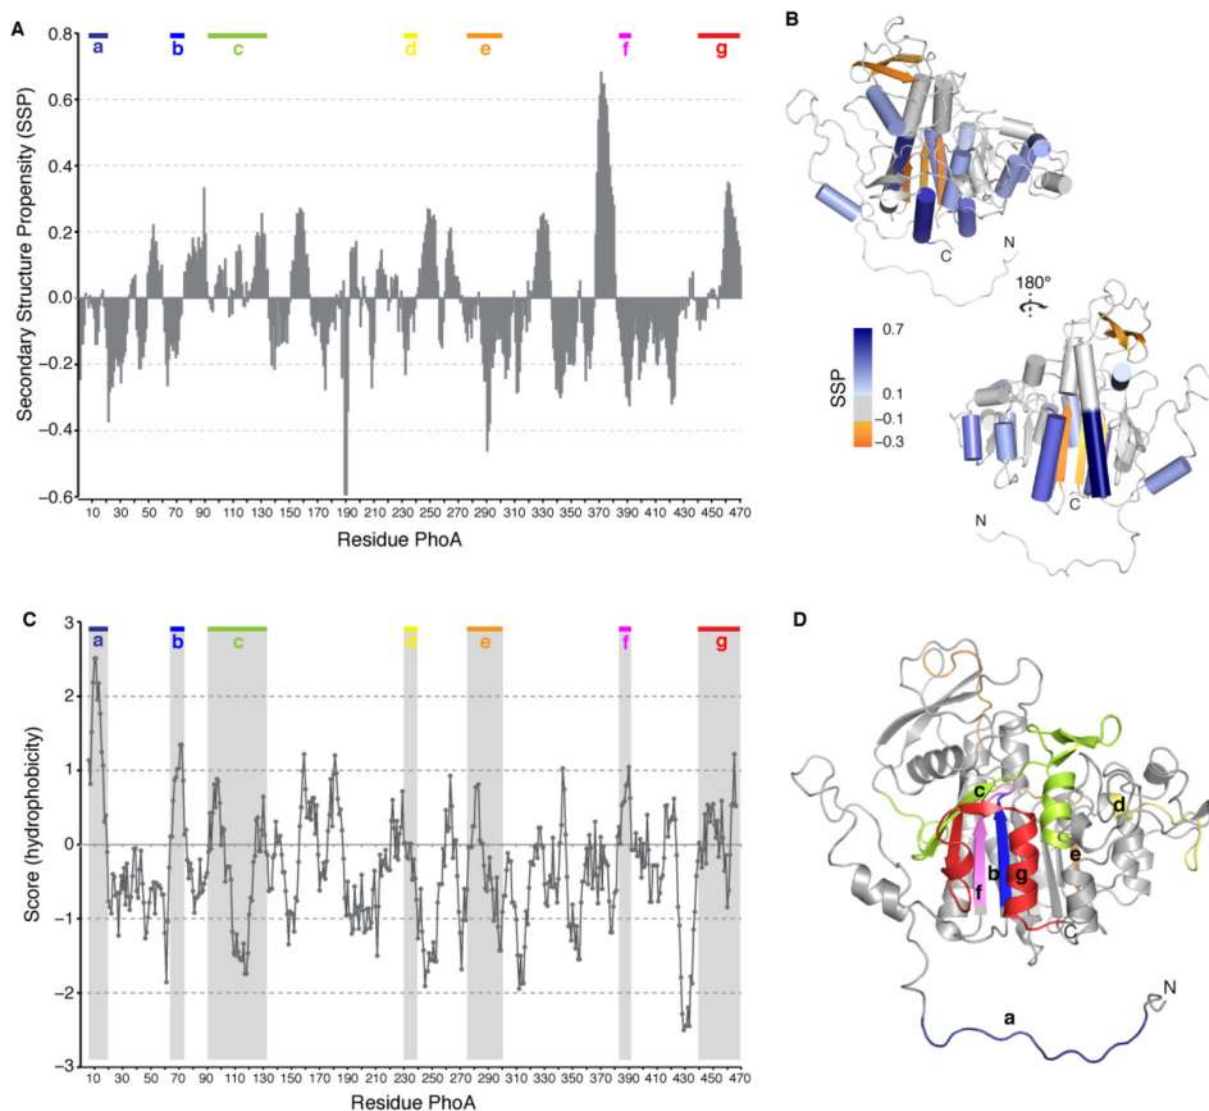 A
a b c d e f g
Secondary Structure Propensity (SSP)
0.8
0.6
0.4
0.2
0.0
−0.2
−0.4
−0.6
10 30 50 70 90 110 130 150 170 190 210 230 250 270 290 310 330 350 370 390 410 430 450 470
Residue PhoA
B
N
C
180°
SSP
0.7
0.1
−0.1
−0.3
N
C
C
a b c d e f g
Score (hydrophobicity)
3
2
1
0
−1
−2
−3
10 30 50 70 90 110 130 150 170 190 210 230 250 270 290 310 330 350 370 390 410 430 450 470
Residue PhoA
D
c
d
c
e
b
g
f
C
N
a